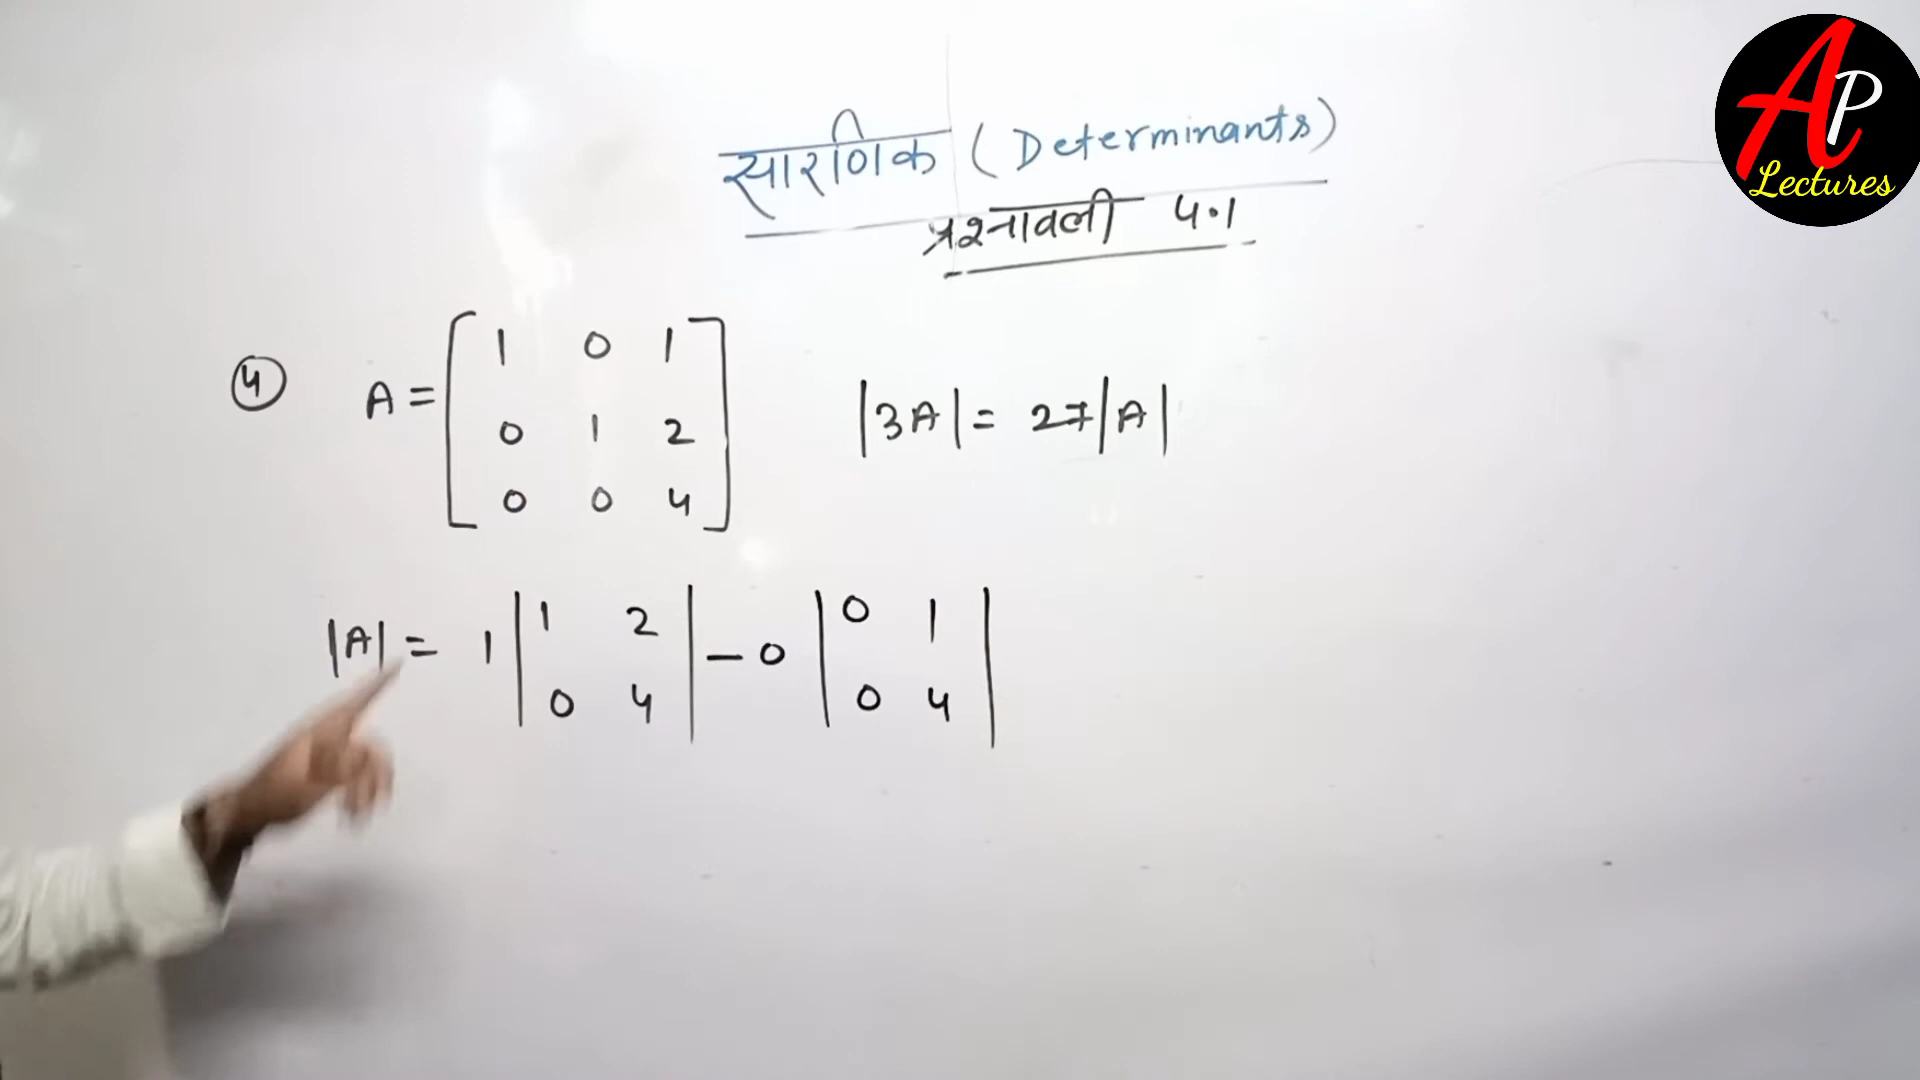 AP
Lectures
सारणिक (Determinants)
प्रश्नावली 4.1
④ A = [1 0 1
0 1 2
0 0 4]
|3A| = 27|A|
|A| = 1 |1 2| - 0 |0 1|
|0 4| |0 4|